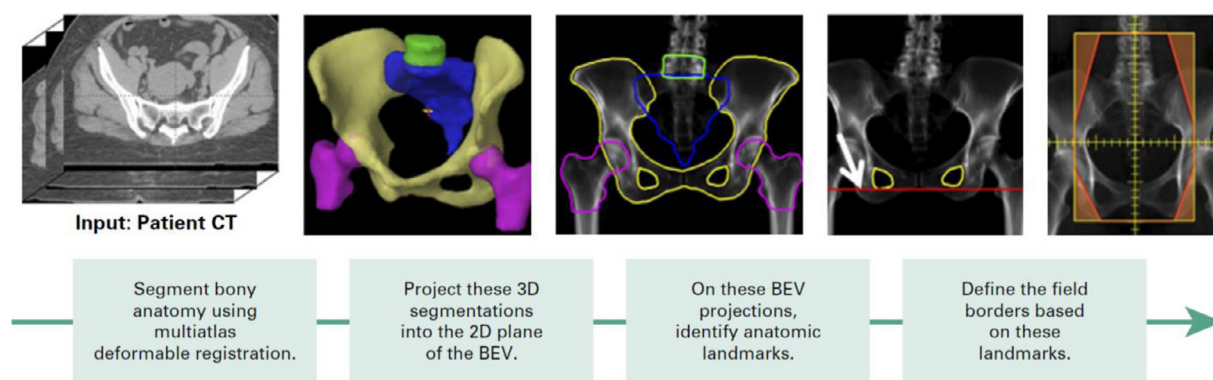 Input: Patient CT
Segment bony
anatomy using
multiatlas
deformable registration.
Project these 3D
segmentations
into the 2D plane
of the BEV.
On these BEV
projections,
identify anatomic
landmarks.
Define the field
borders based
on these
landmarks.